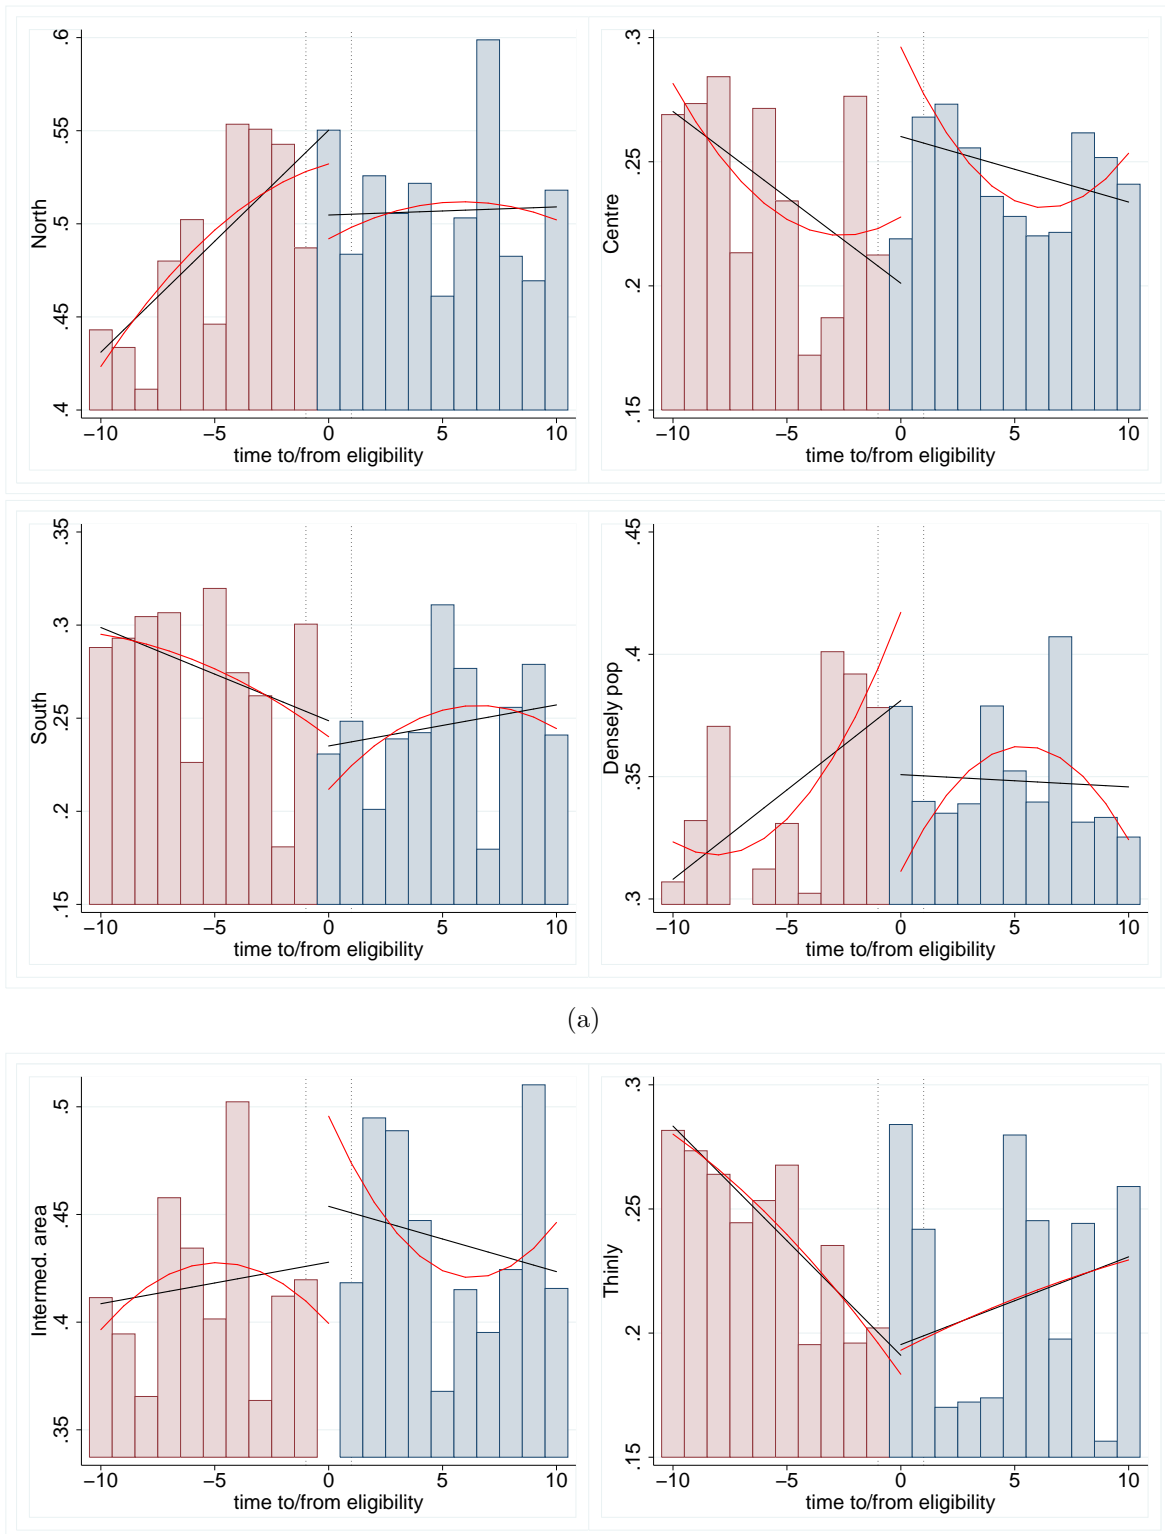 North
.4 .45 .5 .55 .6
−10 −5 0 5 10
time to/from eligibility
Centre
.15 .2 .25 .3
−10 −5 0 5 10
time to/from eligibility
South
.15 .2 .25 .3 .35
−10 −5 0 5 10
time to/from eligibility
Densely pop
.3 .35 .4 .45
−10 −5 0 5 10
time to/from eligibility
(a)
Intermed. area
.35 .4 .45 .5
−10 −5 0 5 10
time to/from eligibility
Thinly
.15 .2 .25 .3
−10 −5 0 5 10
time to/from eligibility